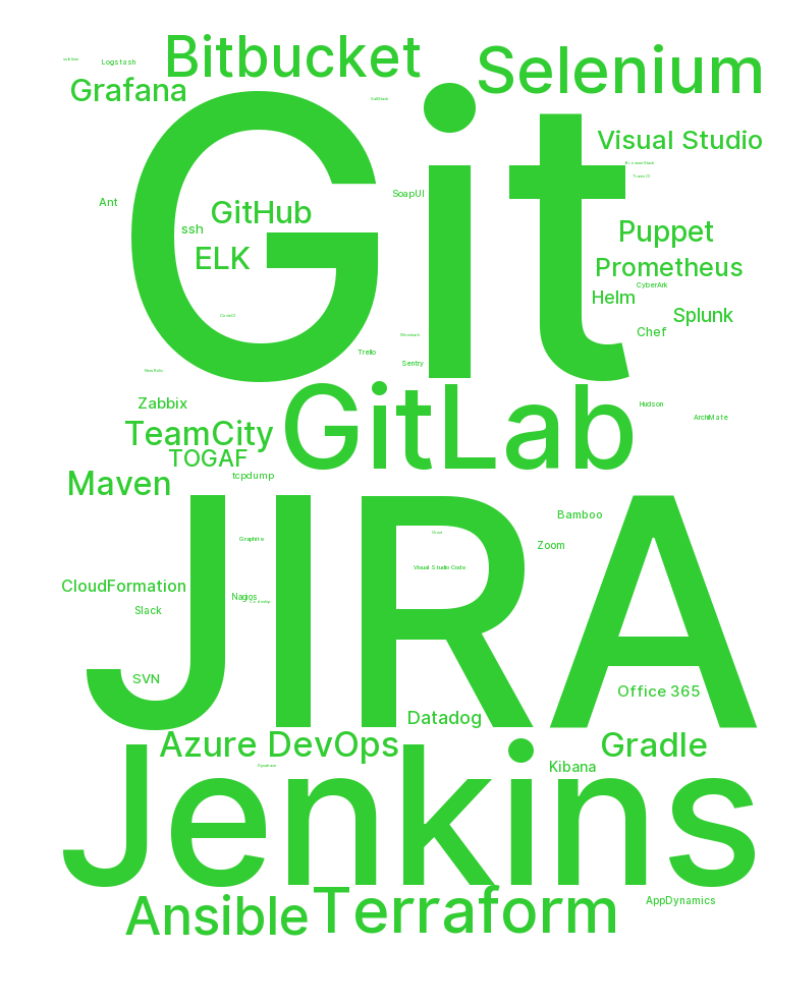 Bitbucket
Selenium
Logstash
Grafana
Git
Visual Studio
SoapUI
Ant
GitHub
ssh
ELK
Puppet
Prometheus
CyberArk
Helm
Splunk
Chef
Trello
Sentry
GitLab
Zabbix
Hudson
ArchiMate
TeamCity
TOGAF
tcpdump
Maven
JIRA
Bamboo
Graphite
Zoom
Visual Studio Code
CloudFormation
Nagios
Slack
SVN
Office 365
Datadog
Azure DevOps
Gradle
Kibana
Jenkins
Ansible
Terraform
AppDynamics